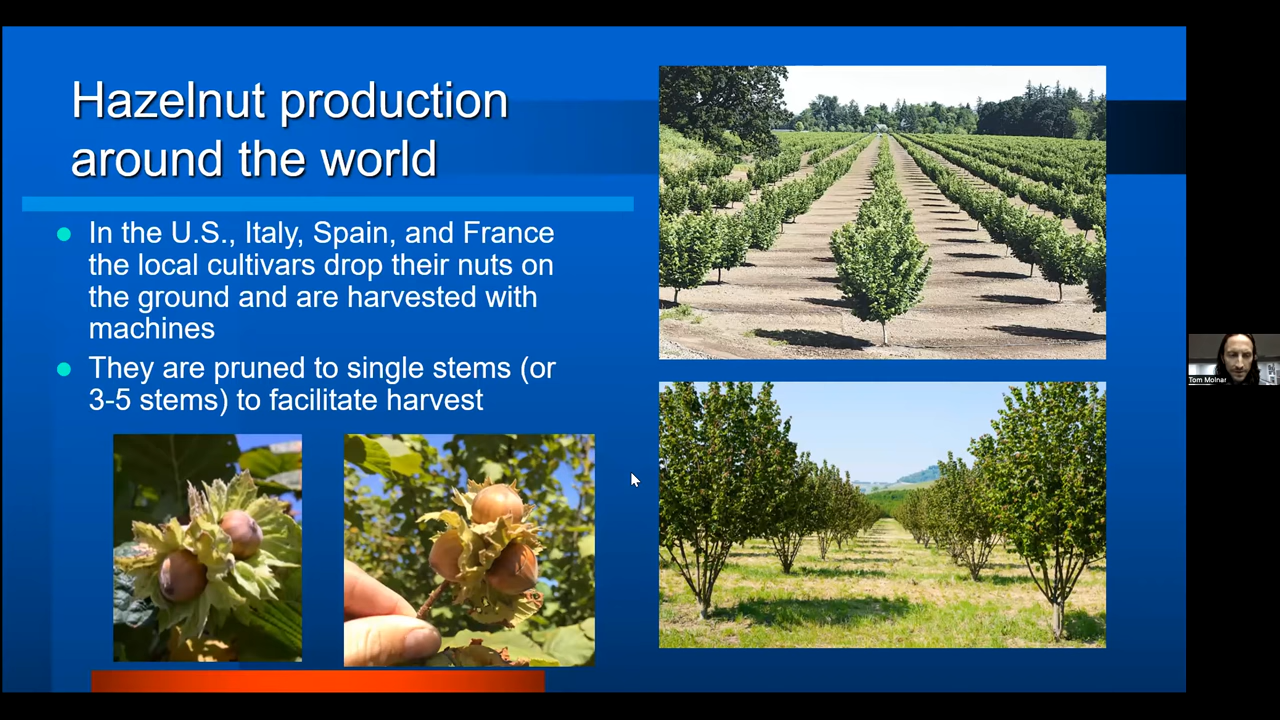 Hazelnut production
around the world
In the U.S., Italy, Spain, and France
the local cultivars drop their nuts on
the ground and are harvested with
machines
They are pruned to single stems (or
3-5 stems) to facilitate harvest
Tom Molnar